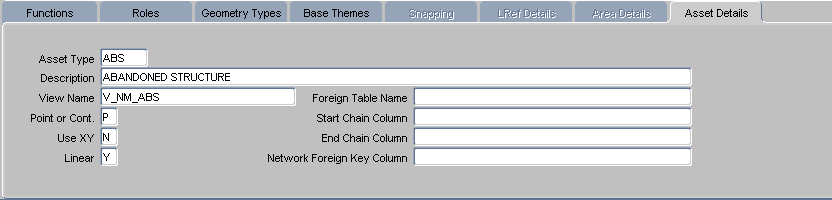 Functions Roles Geometry Types Base Themes Snapping LRef Details Area Details Asset Details
Asset Type ABS
Description ABANDONED STRUCTURE
View Name V_NM_ABS Foreign Table Name
Point or Cont. P Start Chain Column
Use XY N End Chain Column
Linear Y Network Foreign Key Column